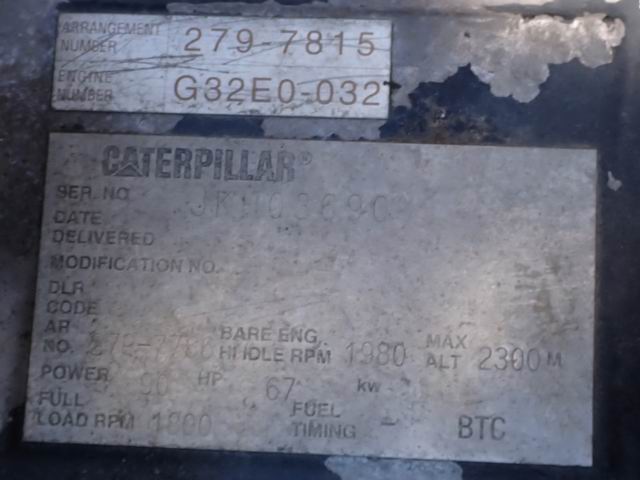 ARRANGEMENT NUMBER 279-7815
ENGINE NUMBER G32E0-032
CATERPILLAR®
SER. NO.
DATE DELIVERED
MODIFICATION NO.
DLR CODE
AR NO. BARE ENG. HI IDLE RPM 1980 MAX ALT 2300 M
POWER 90 HP 67 kw
FULL LOAD RPM 1800 FUEL TIMING - BTC